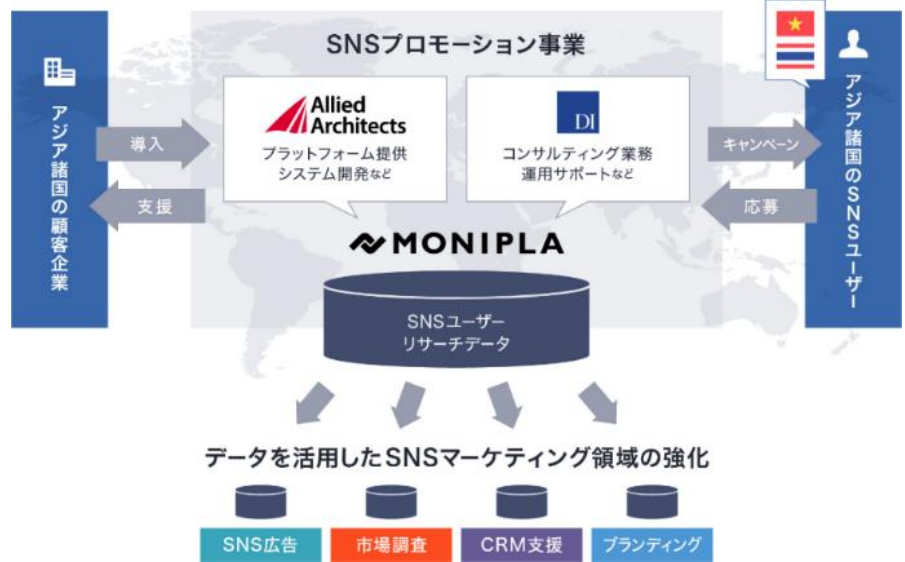 SNSプロモーション事業
アジア諸国の顧客企業
導入
支援
Allied
Architects
プラットフォーム提供
システム開発など
DI
コンサルティング業務
運用サポートなど
キャンペーン
応募
アジア諸国のSNSユーザー
MONIPLA
SNSユーザー
リサーチデータ
データを活用したSNSマーケティング領域の強化
SNS広告
市場調査
CRM支援
ブランディング